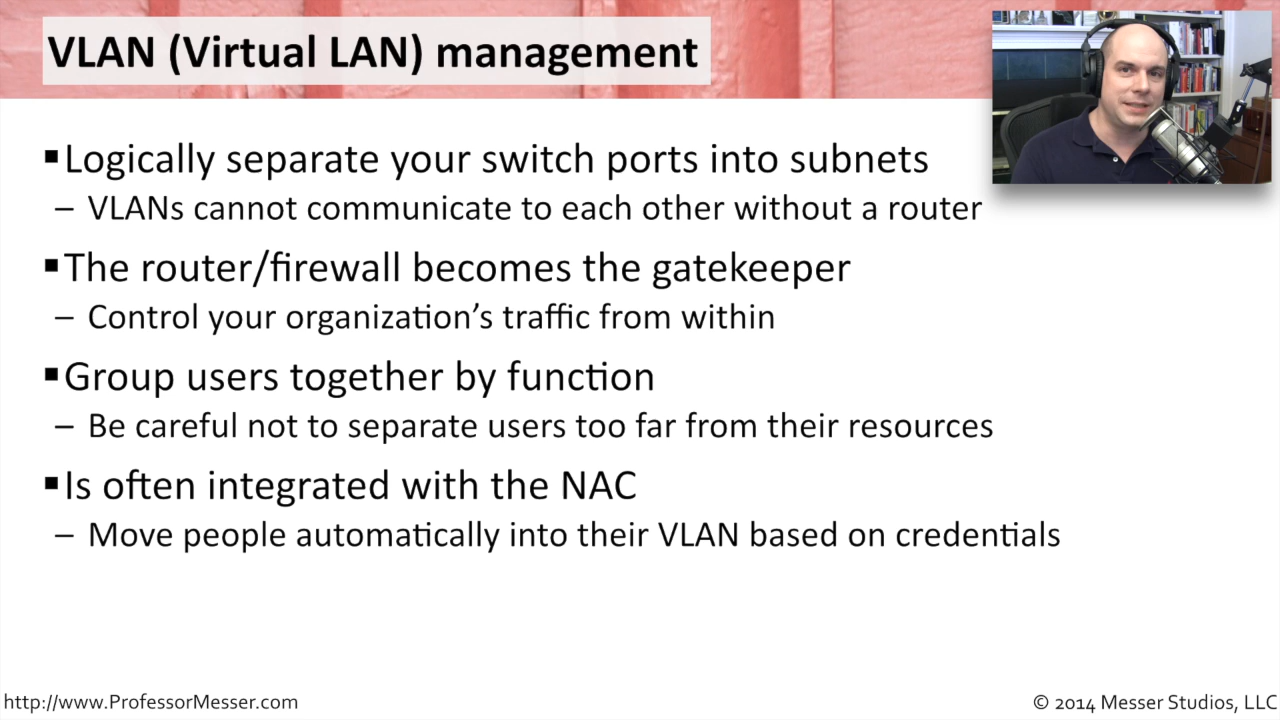 VLAN (Virtual LAN) management
▪Logically separate your switch ports into subnets
– VLANs cannot communicate to each other without a router
▪The router/firewall becomes the gatekeeper
– Control your organization’s traffic from within
▪Group users together by function
– Be careful not to separate users too far from their resources
▪Is often integrated with the NAC
– Move people automatically into their VLAN based on credentials
http://www.ProfessorMesser.com
© 2014 Messer Studios, LLC